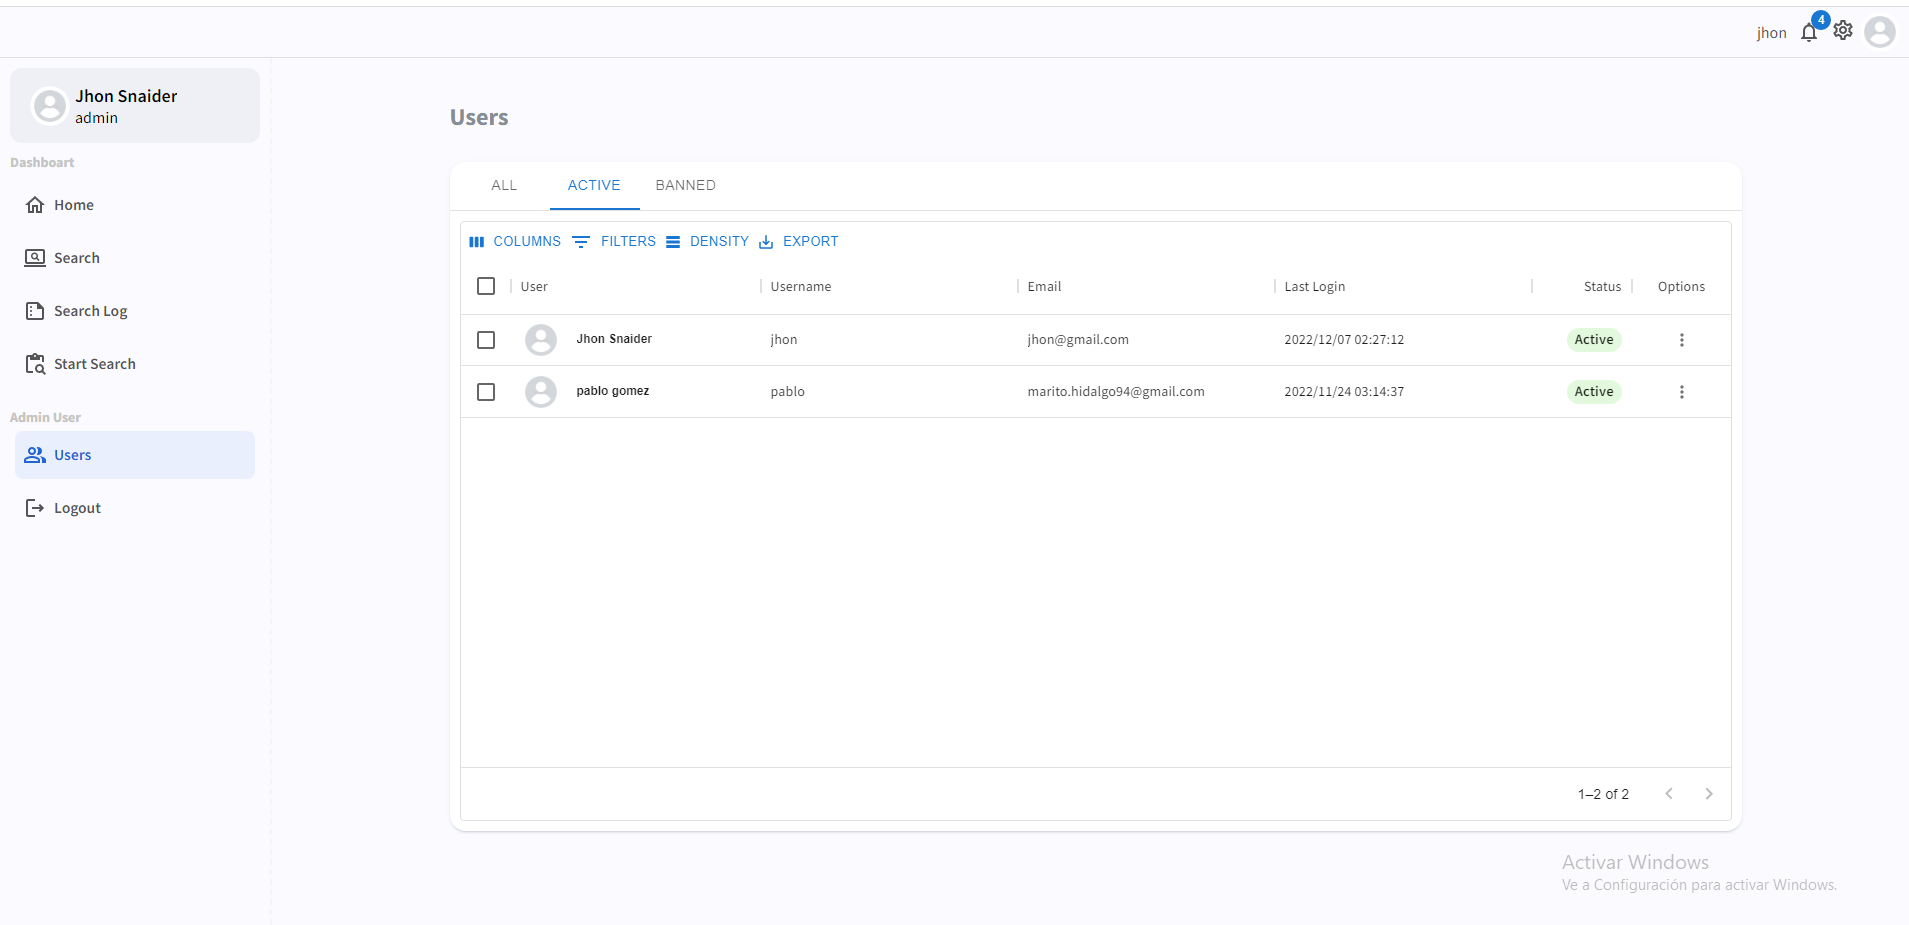 jhon 4
Jhon Snaider
admin
Dashboart
Home
Search
Search Log
Start Search
Admin User
Users
Logout
Users
ALL ACTIVE BANNED
COLUMNS FILTERS DENSITY EXPORT
User Username Email Last Login Status Options
Jhon Snaider jhon jhon@gmail.com 2022/12/07 02:27:12 Active
pablo gomez pablo marito.hidalgo94@gmail.com 2022/11/24 03:14:37 Active
1–2 of 2
Activar Windows
Ve a Configuración para activar Windows.